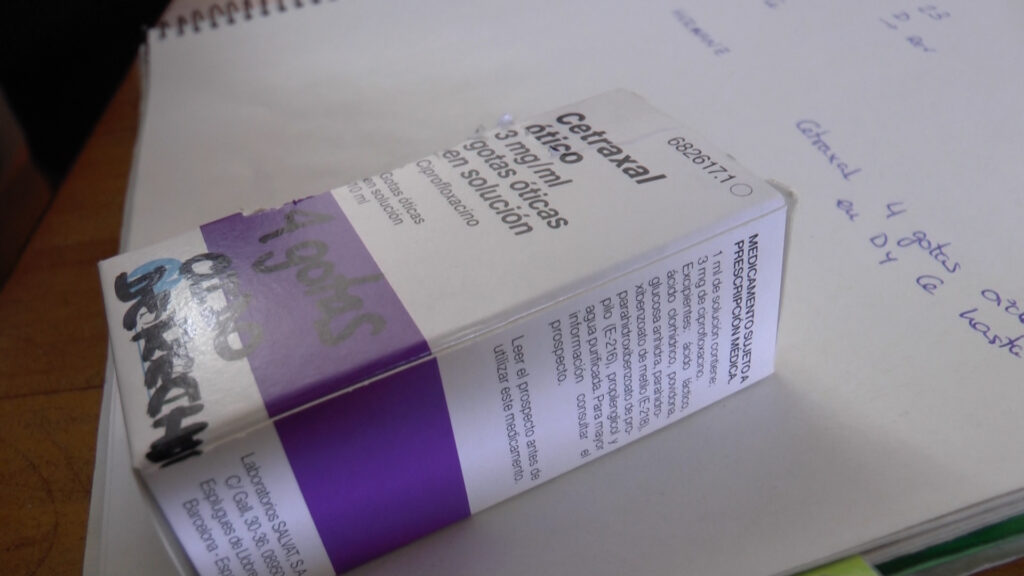 682617.1
Cetraxal
ótico
3 mg/ml
gotas óticas
en solución
Ciprofloxacino
Gotas óticas
en solución
10 ml
4 gotas
OIDO
DERECHO
MEDICAMENTO SUJETO A
PRESCRIPCIÓN MÉDICA
1 ml de solución contiene:
3 mg de ciprofloxacino.
Excipientes: ácido láctico,
glucosa anhidra, povidona,
ácido clorhídrico, parahidro-
xibenzoato de metilo (E-218),
parahidroxibenzoato de pro-
pilo (E-216), propilenglicol y
agua purificada. Para mayor
información consultar el
prospecto.
Leer el prospecto antes de
utilizar este medicamento.
Laboratorios SALVAT, S.A.
C/ Gall, 30-36, 08950
Esplugues de Llobre
Barcelona - Esp
Cetraxal 4 gotas
en D4
hasta